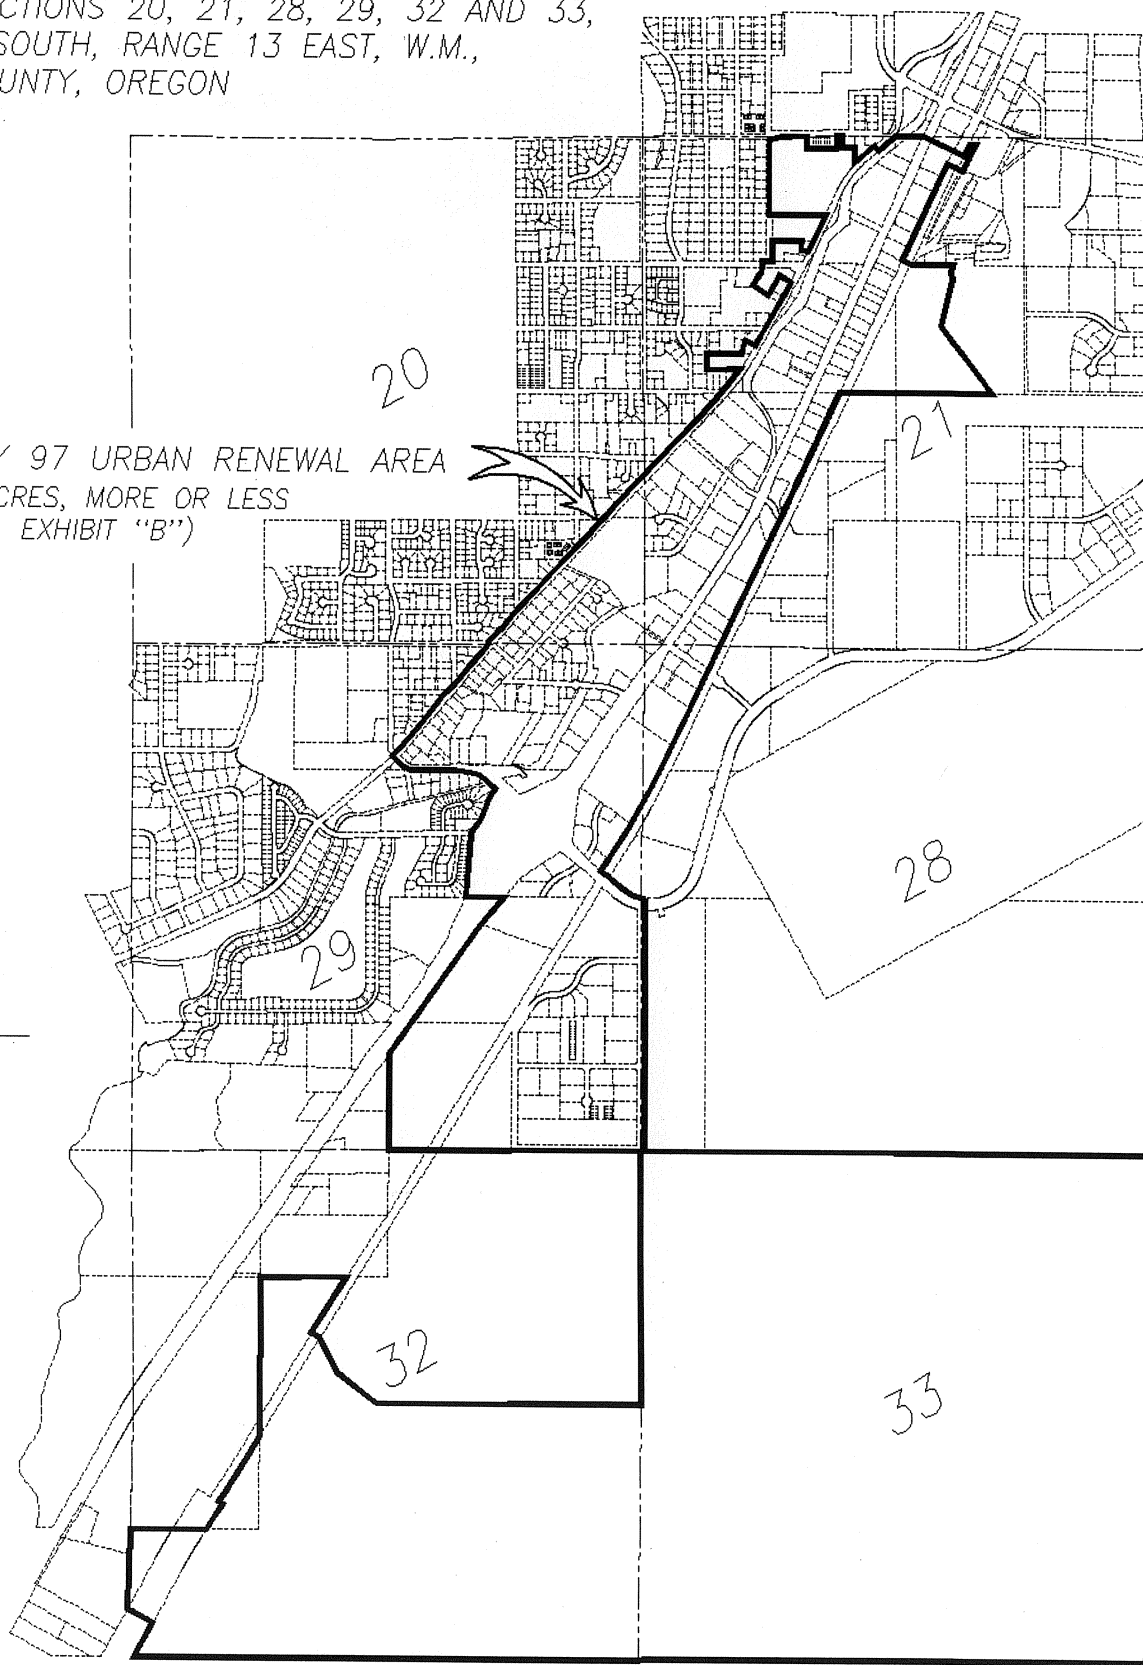 CTIONS 20, 21, 28, 29, 32 AND 33,
SOUTH, RANGE 13 EAST, W.M.,
UNTY, OREGON
20
Y 97 URBAN RENEWAL AREA
CRES, MORE OR LESS
EXHIBIT "B")
21
28
29
32
33